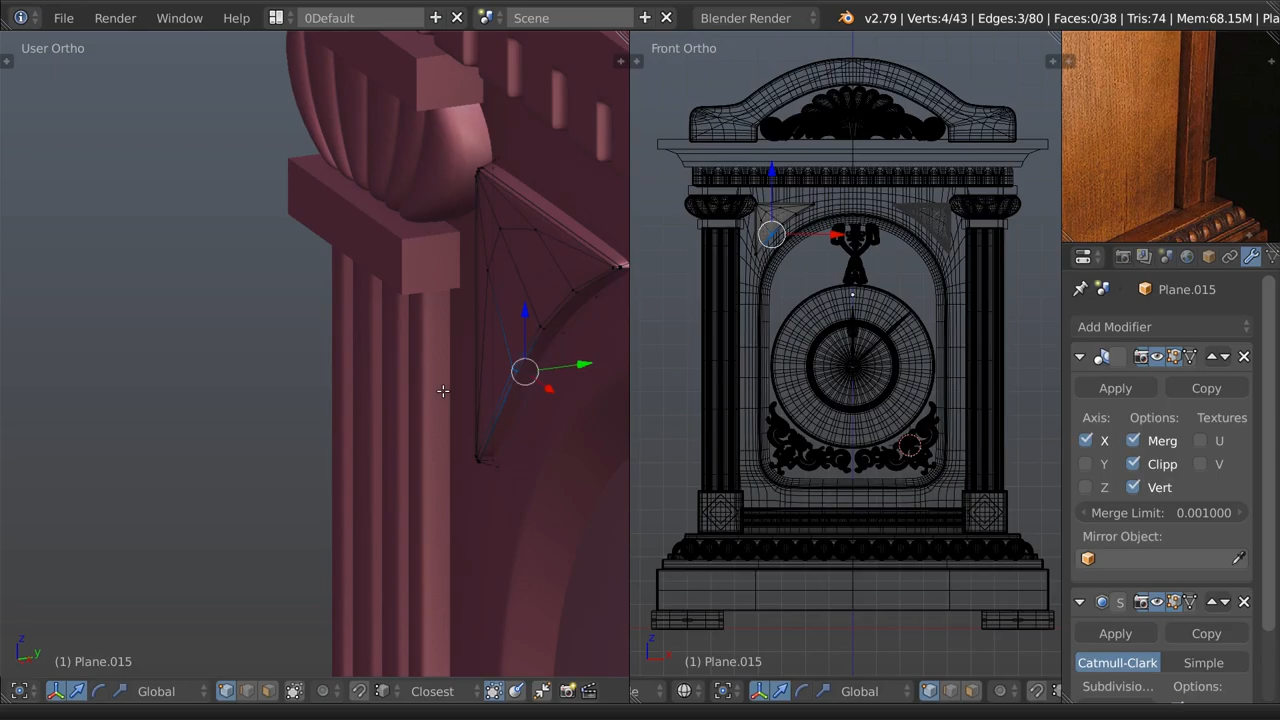 File Render Window Help 0Default Scene Blender Render v2.79 | Verts:4/43 | Edges:3/80 | Faces:0/38 | Tris:74 | Mem:68.15M | Pla
User Ortho
Front Ortho
Plane.015
Add Modifier
Apply Copy
Axis: Options: Textures
X Merg U
Y Clipp V
Z Vert
Merge Limit: 0.001000
Mirror Object:
S
Apply Copy
Catmull-Clark Simple
Subdivisio... Options:
z y
(1) Plane.015
z x
(1) Plane.015
Global Closest
e Global